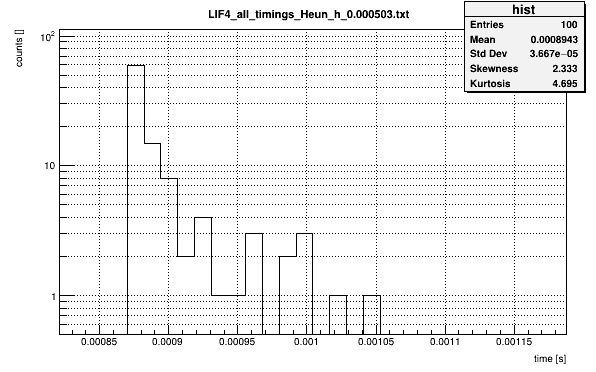 LIF4_all_timings_Heun_h_0.000503.txt
hist
Entries 100
Mean 0.0008943
Std Dev 3.667e−05
Skewness 2.333
Kurtosis 4.695
counts []
10²
10
1
0.00085 0.0009 0.00095 0.001 0.00105 0.0011 0.00115
time [s]